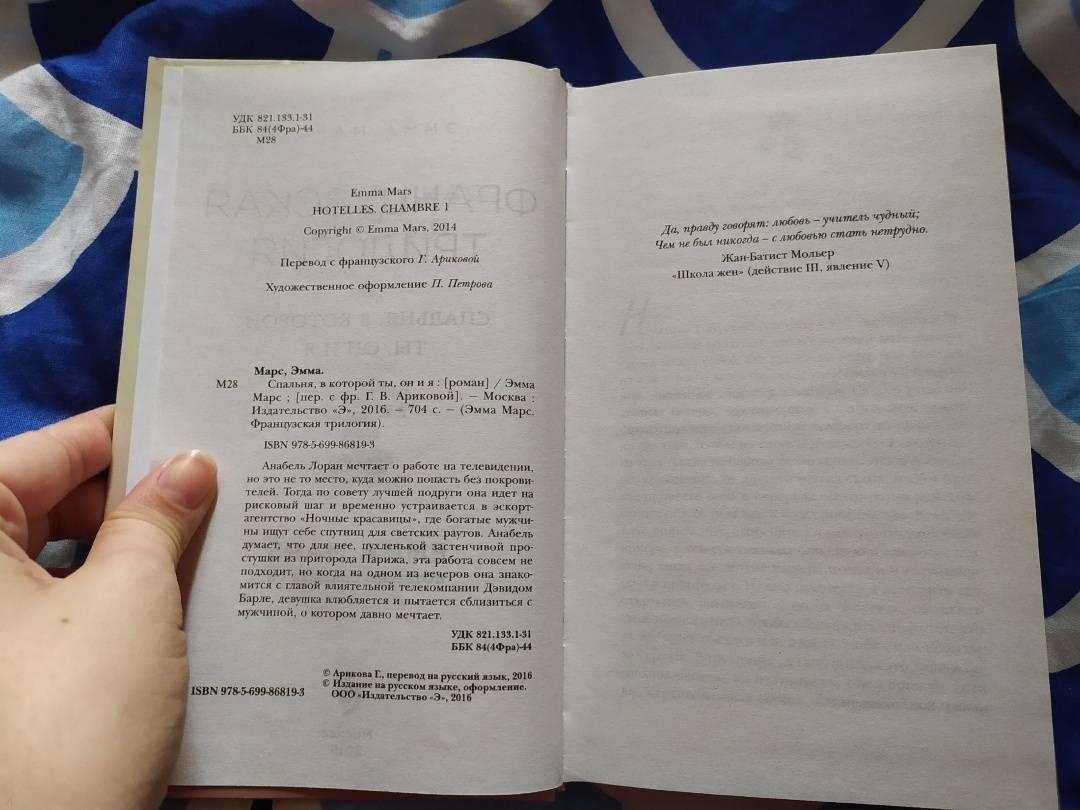 УДК 821.133.1-31
ББК 84(4Фра)-44
М28
Emma Mars
HOTELLES. CHAMBRE 1
Copyright © Emma Mars, 2014
Перевод с французского Г. Ариковой
Художественное оформление П. Петрова
Марс, Эмма.
М28 Спальня, в которой ты, он и я : [роман] / Эмма
Марс ; [пер. с фр. Г. В. Ариковой]. – Москва :
Издательство «Э», 2016. – 704 с. – (Эмма Марс.
Французская трилогия).
ISBN 978-5-699-86819-3
Анабель Лоран мечтает о работе на телевидении,
но это не то место, куда можно попасть без покрови-
телей. Тогда по совету лучшей подруги она идет на
рисковый шаг и временно устраивается в эскорт-
агентство «Ночные красавицы», где богатые мужчи-
ны ищут себе спутниц для светских раутов. Анабель
думает, что для нее, пухленькой застенчивой про-
стушки из пригорода Парижа, эта работа совсем не
подходит, но когда на одном из вечеров она знако-
мится с главой влиятельной телекомпании Дэвидом
Барле, девушка влюбляется и пытается сблизиться с
мужчиной, о котором давно мечтает.
УДК 821.133.1-31
ББК 84(4Фра)-44
© Арикова Г., перевод на русский язык, 2016
© Издание на русском языке, оформление.
ISBN 978-5-699-86819-3 ООО «Издательство «Э», 2016
Да, правду говорят: любовь – учитель чудный;
Чем не был никогда – с любовью стать нетрудно.
Жан-Батист Мольер
«Школа жен» (действие III, явление V)